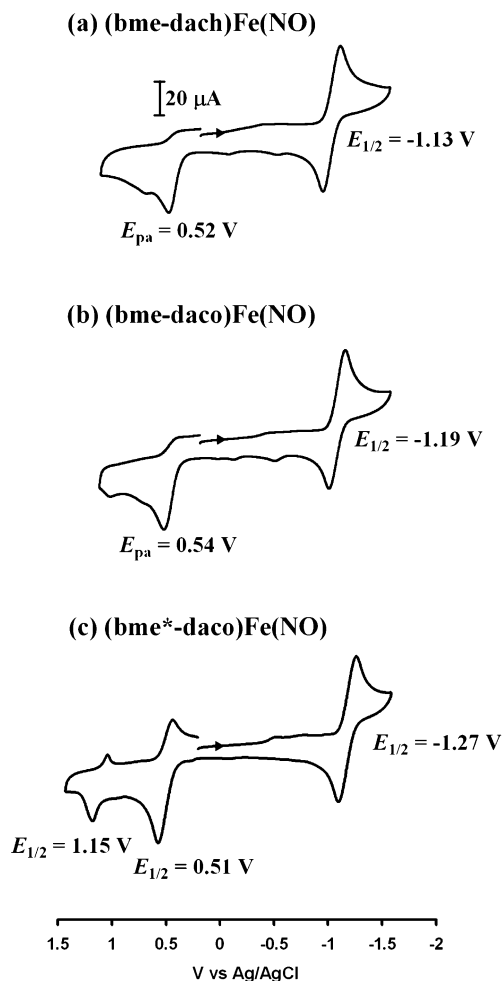 (a) (bme-dach)Fe(NO)
20 μA
E1/2 = -1.13 V
Epa = 0.52 V
(b) (bme-daco)Fe(NO)
E1/2 = -1.19 V
Epa = 0.54 V
(c) (bme*-daco)Fe(NO)
E1/2 = -1.27 V
E1/2 = 1.15 V
E1/2 = 0.51 V
1.5 1 0.5 0 -0.5 -1 -1.5 -2
V vs Ag/AgCl